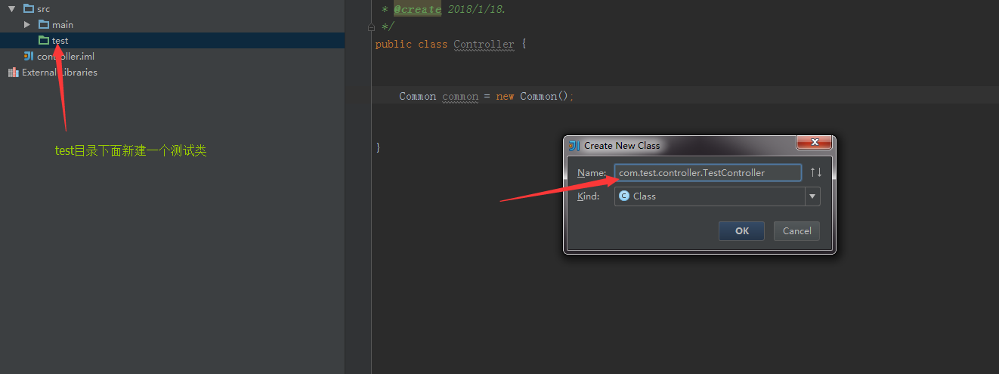 src
main
test
controller.iml
External Libraries
test目录下面新建一个测试类
* @create 2018/1/18.
*/
public class Controller {
Common common = new Common();
}
Create New Class
Name: com.test.controller.TestController
Kind: Class
OK Cancel